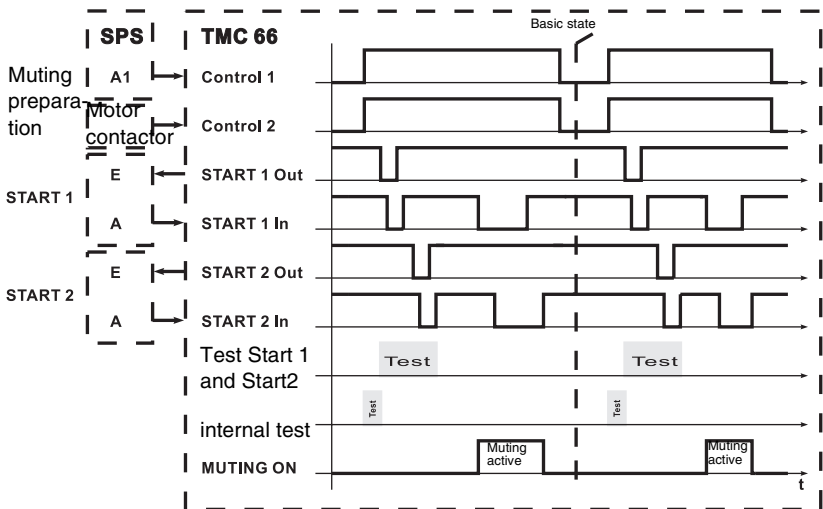 Basic state
SPS TMC 66
Muting
prepara-
tion
A1
Control 1
Motor
contactor
Control 2
START 1
E
START 1 Out
A
START 1 In
START 2
E
START 2 Out
A
START 2 In
Test Start 1
and Start2
Test
Test
internal test
Test
Test
MUTING ON
Muting
active
Muting
active
t